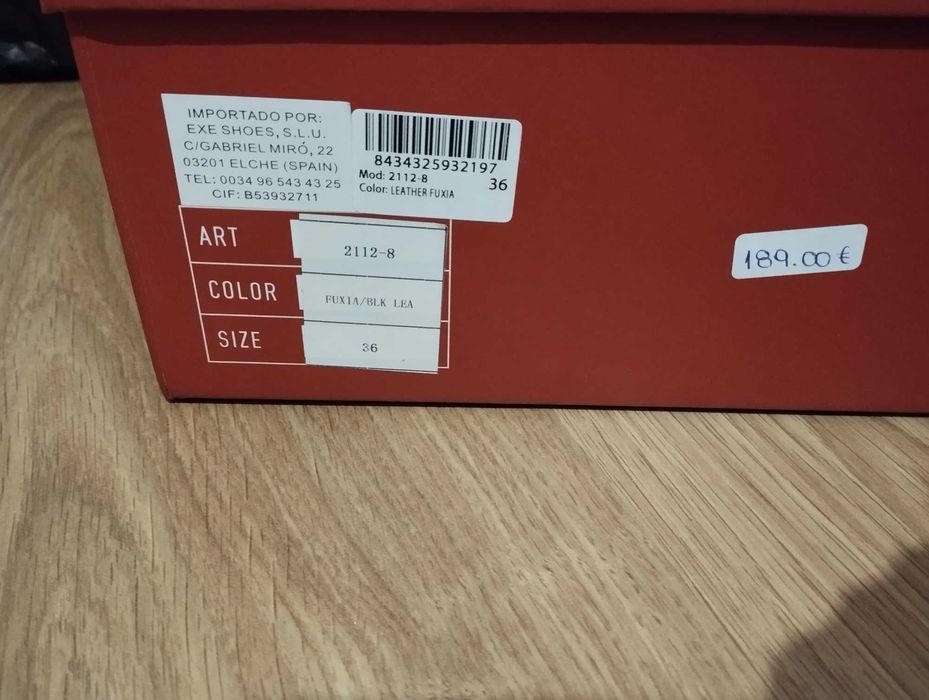 IMPORTADO POR:
EXE SHOES, S.L.U.
C/GABRIEL MIRÓ, 22
03201 ELCHE (SPAIN)
TEL: 0034 96 543 43 25
CIF: B53932711
8434325932197
Mod: 2112-8
36
Color: LEATHER FUXIA
ART 2112-8
COLOR FUXIA/BLK LEA
SIZE 36
189.00 €